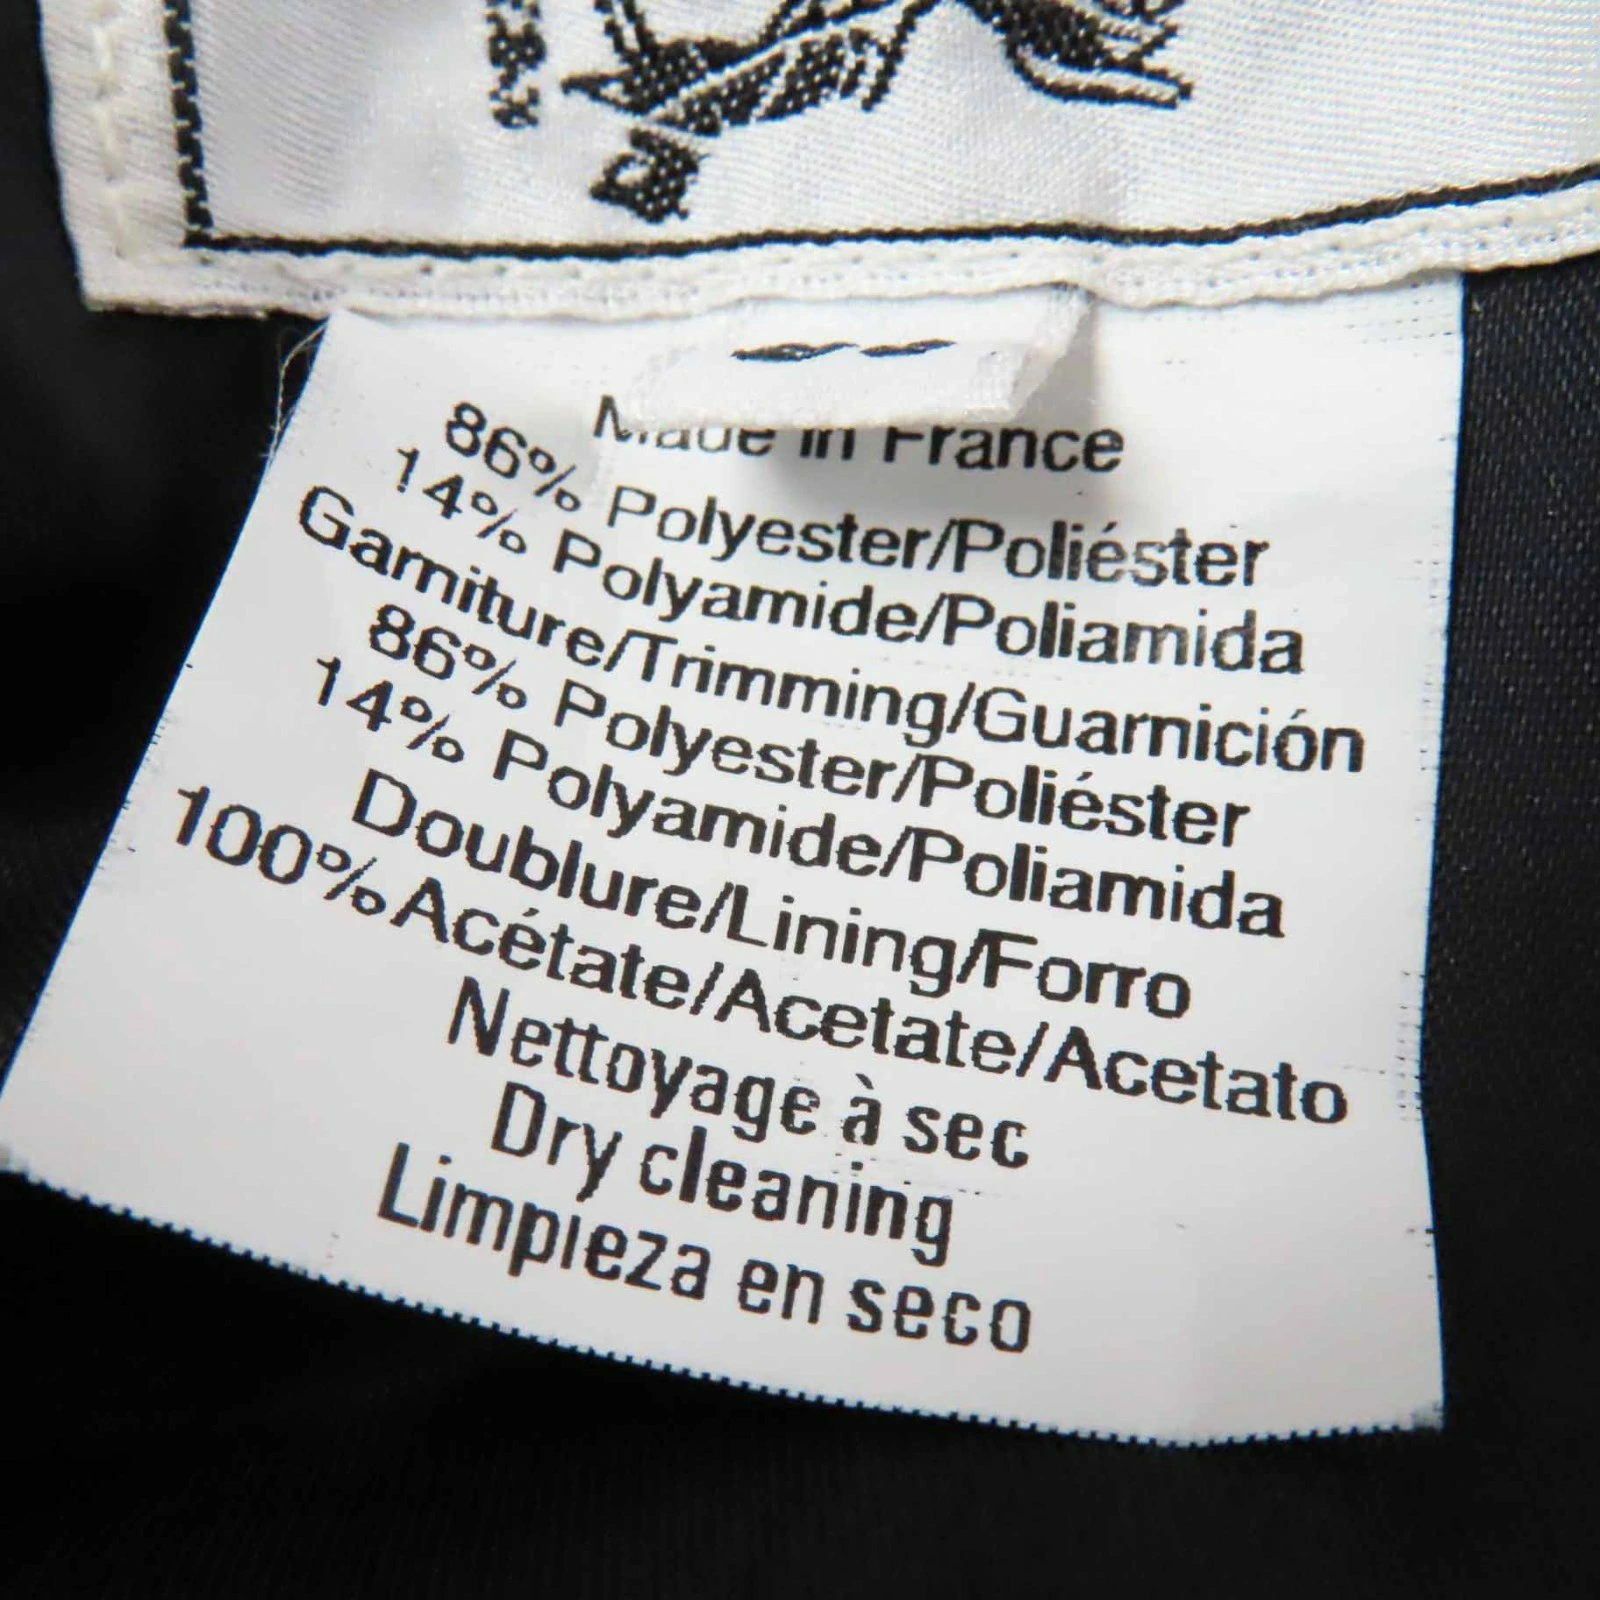 Made in France
86% Polyester/Poliéster
14% Polyamide/Poliamida
Garniture/Trimming/Guarnición
86% Polyester/Poliéster
14% Polyamide/Poliamida
Doublure/Lining/Forro
100% Acétate/Acetate/Acetato
Nettoyage à sec
Dry cleaning
Limpieza en seco